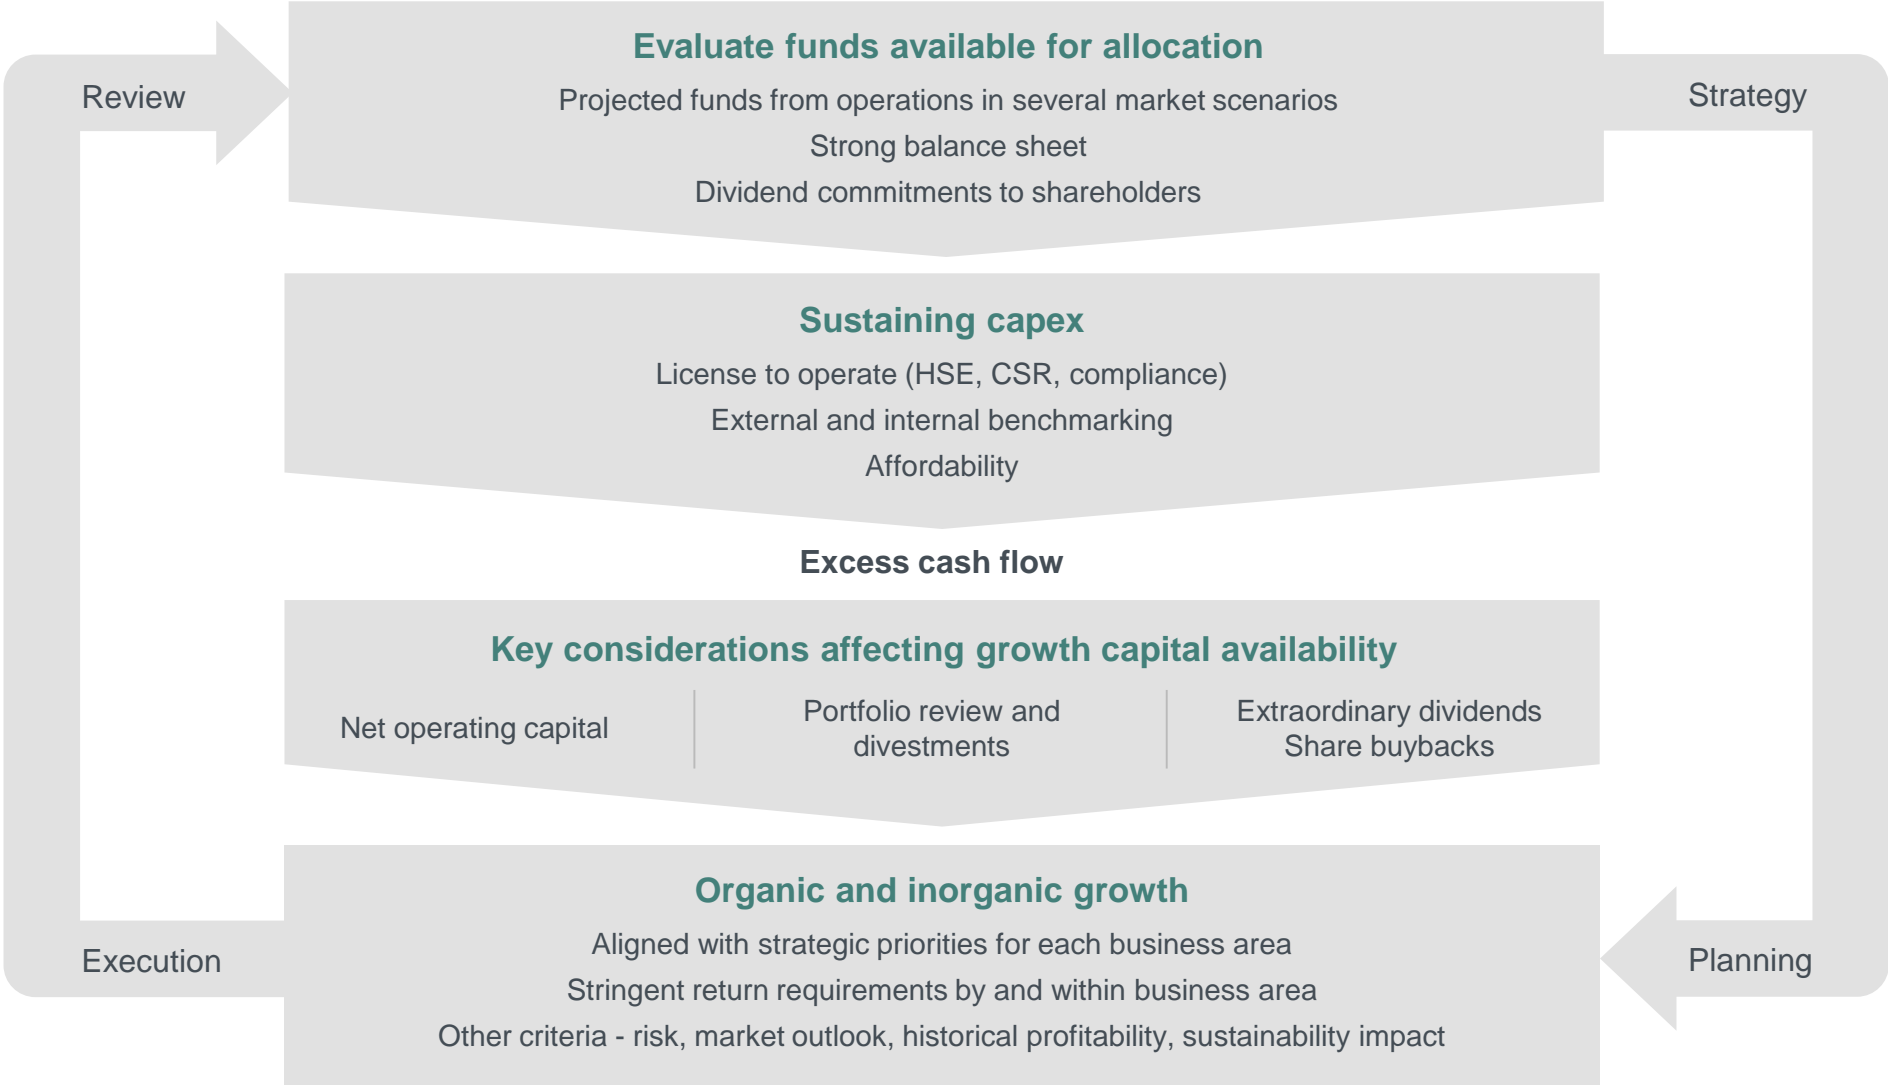 Evaluate funds available for allocation
Projected funds from operations in several market scenarios
Strong balance sheet
Dividend commitments to shareholders
Review
Strategy
Sustaining capex
License to operate (HSE, CSR, compliance)
External and internal benchmarking
Affordability
Excess cash flow
Key considerations affecting growth capital availability
Net operating capital
Portfolio review and
divestments
Extraordinary dividends
Share buybacks
Organic and inorganic growth
Aligned with strategic priorities for each business area
Stringent return requirements by and within business area
Other criteria - risk, market outlook, historical profitability, sustainability impact
Execution
Planning